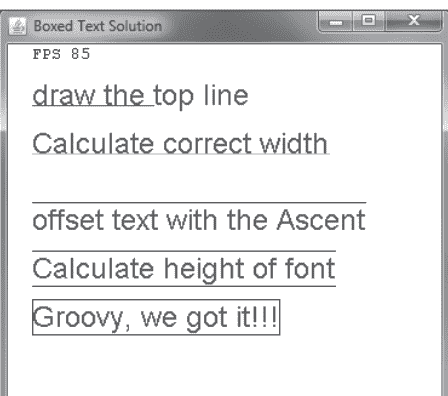 Boxed Text Solution
FPS 85
draw the top line
Calculate correct width
offset text with the Ascent
Calculate height of font
Groovy, we got it!!!